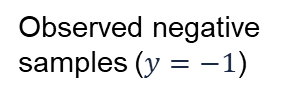 Observed negative
samples (y = −1)